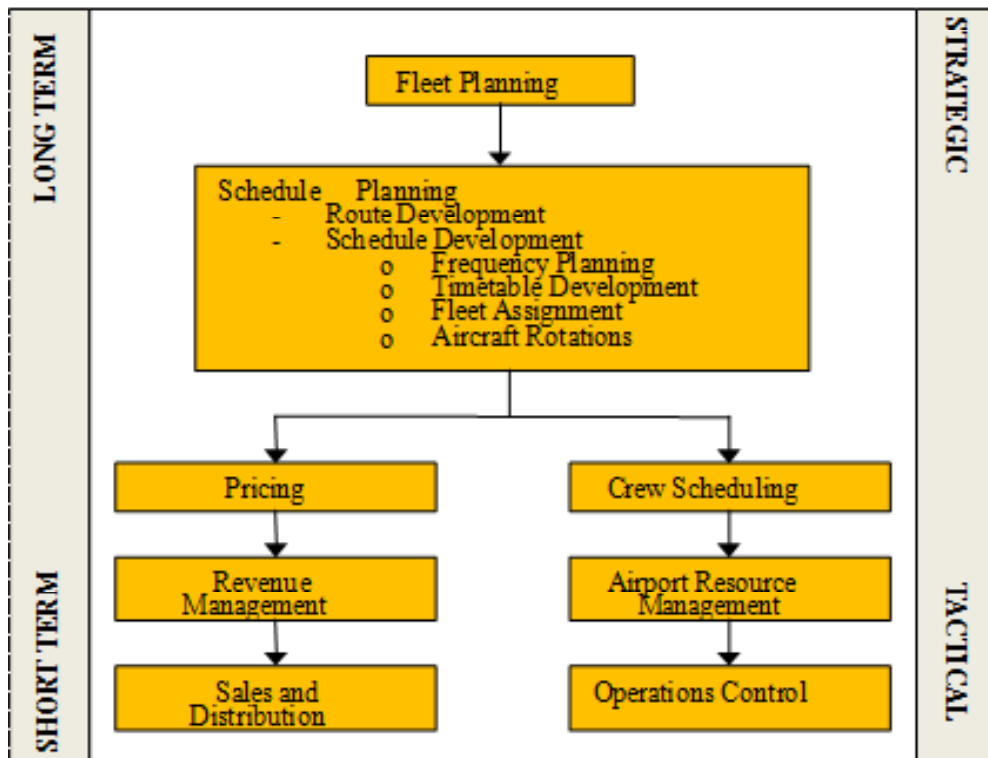 LONG TERM
STRATEGIC
Fleet Planning
Schedule Planning
- Route Development
- Schedule Development
o Frequency Planning
o Timetable Development
o Fleet Assignment
o Aircraft Rotations
Pricing
Crew Scheduling
Revenue
Management
Airport Resource
Management
Sales and
Distribution
Operations Control
SHORT TERM
TACTICAL